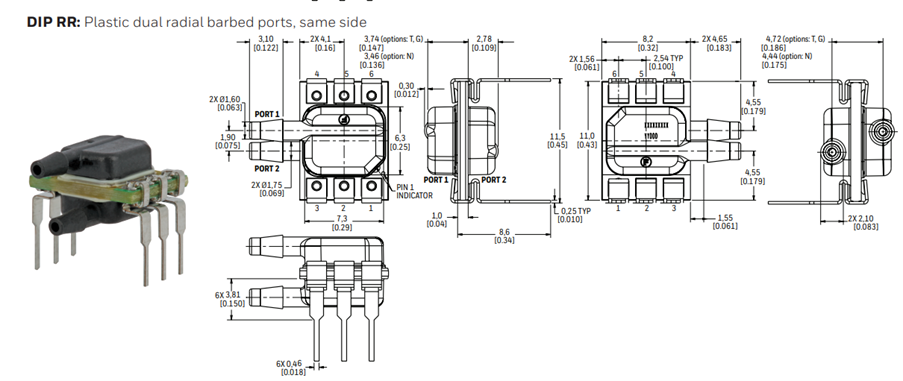 DIP RR: Plastic dual radial barbed ports, same side
3,10
[0.122]
2X 4,1
[0.16]
3,74 (options: T, G)
[0.147]
3,46 (option: N)
[0.136]
2,78
[0.109]
4 5 6
0,30
[0.012]
2X Ø1,60
[0.063]
PORT 1
1,90
[0.075]
PORT 2
2X Ø1,75
[0.069]
6,3
[0.25]
PIN 1
INDICATOR
3 2 1
7,3
[0.29]
PORT 1 PORT 2
11,5
[0.45]
1,0
[0.04]
0,25 TYP
[0.010]
8,6
[0.34]
8,2
[0.32]
2X 4,65
[0.183]
2X 1,56
[0.061]
2,54 TYP
[0.100]
6 5 4
4,55
[0.179]
11,0
[0.43]
4,55
[0.179]
1 2 3
1,55
[0.061]
4,72 (options: T, G)
[0.186]
4,44 (option: N)
[0.175]
2X 2,10
[0.083]
6X 3,81
[0.150]
6X 0,46
[0.018]